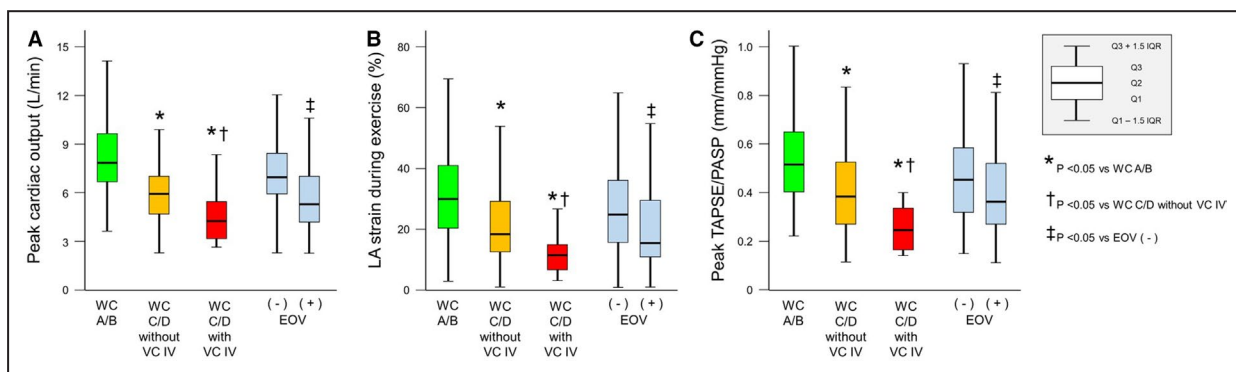 A
Peak cardiac output (L/min)
15
12
9
6
3
0
*
*†
‡
WC
A/B
WC
C/D
without
VC IV
WC
C/D
with
VC IV
( - ) ( + )
EOV
B
LA strain during exercise (%)
80
60
40
20
0
*
*†
‡
WC
A/B
WC
C/D
without
VC IV
WC
C/D
with
VC IV
( - ) ( + )
EOV
C
Peak TAPSE/PASP (mm/mmHg)
1.0
0.8
0.6
0.4
0.2
0
*
*†
‡
WC
A/B
WC
C/D
without
VC IV
WC
C/D
with
VC IV
( - ) ( + )
EOV
Q3 + 1.5 IQR
Q3
Q2
Q1
Q1 – 1.5 IQR
* P <0.05 vs WC A/B
† P <0.05 vs WC C/D without VC IV
‡ P <0.05 vs EOV ( - )